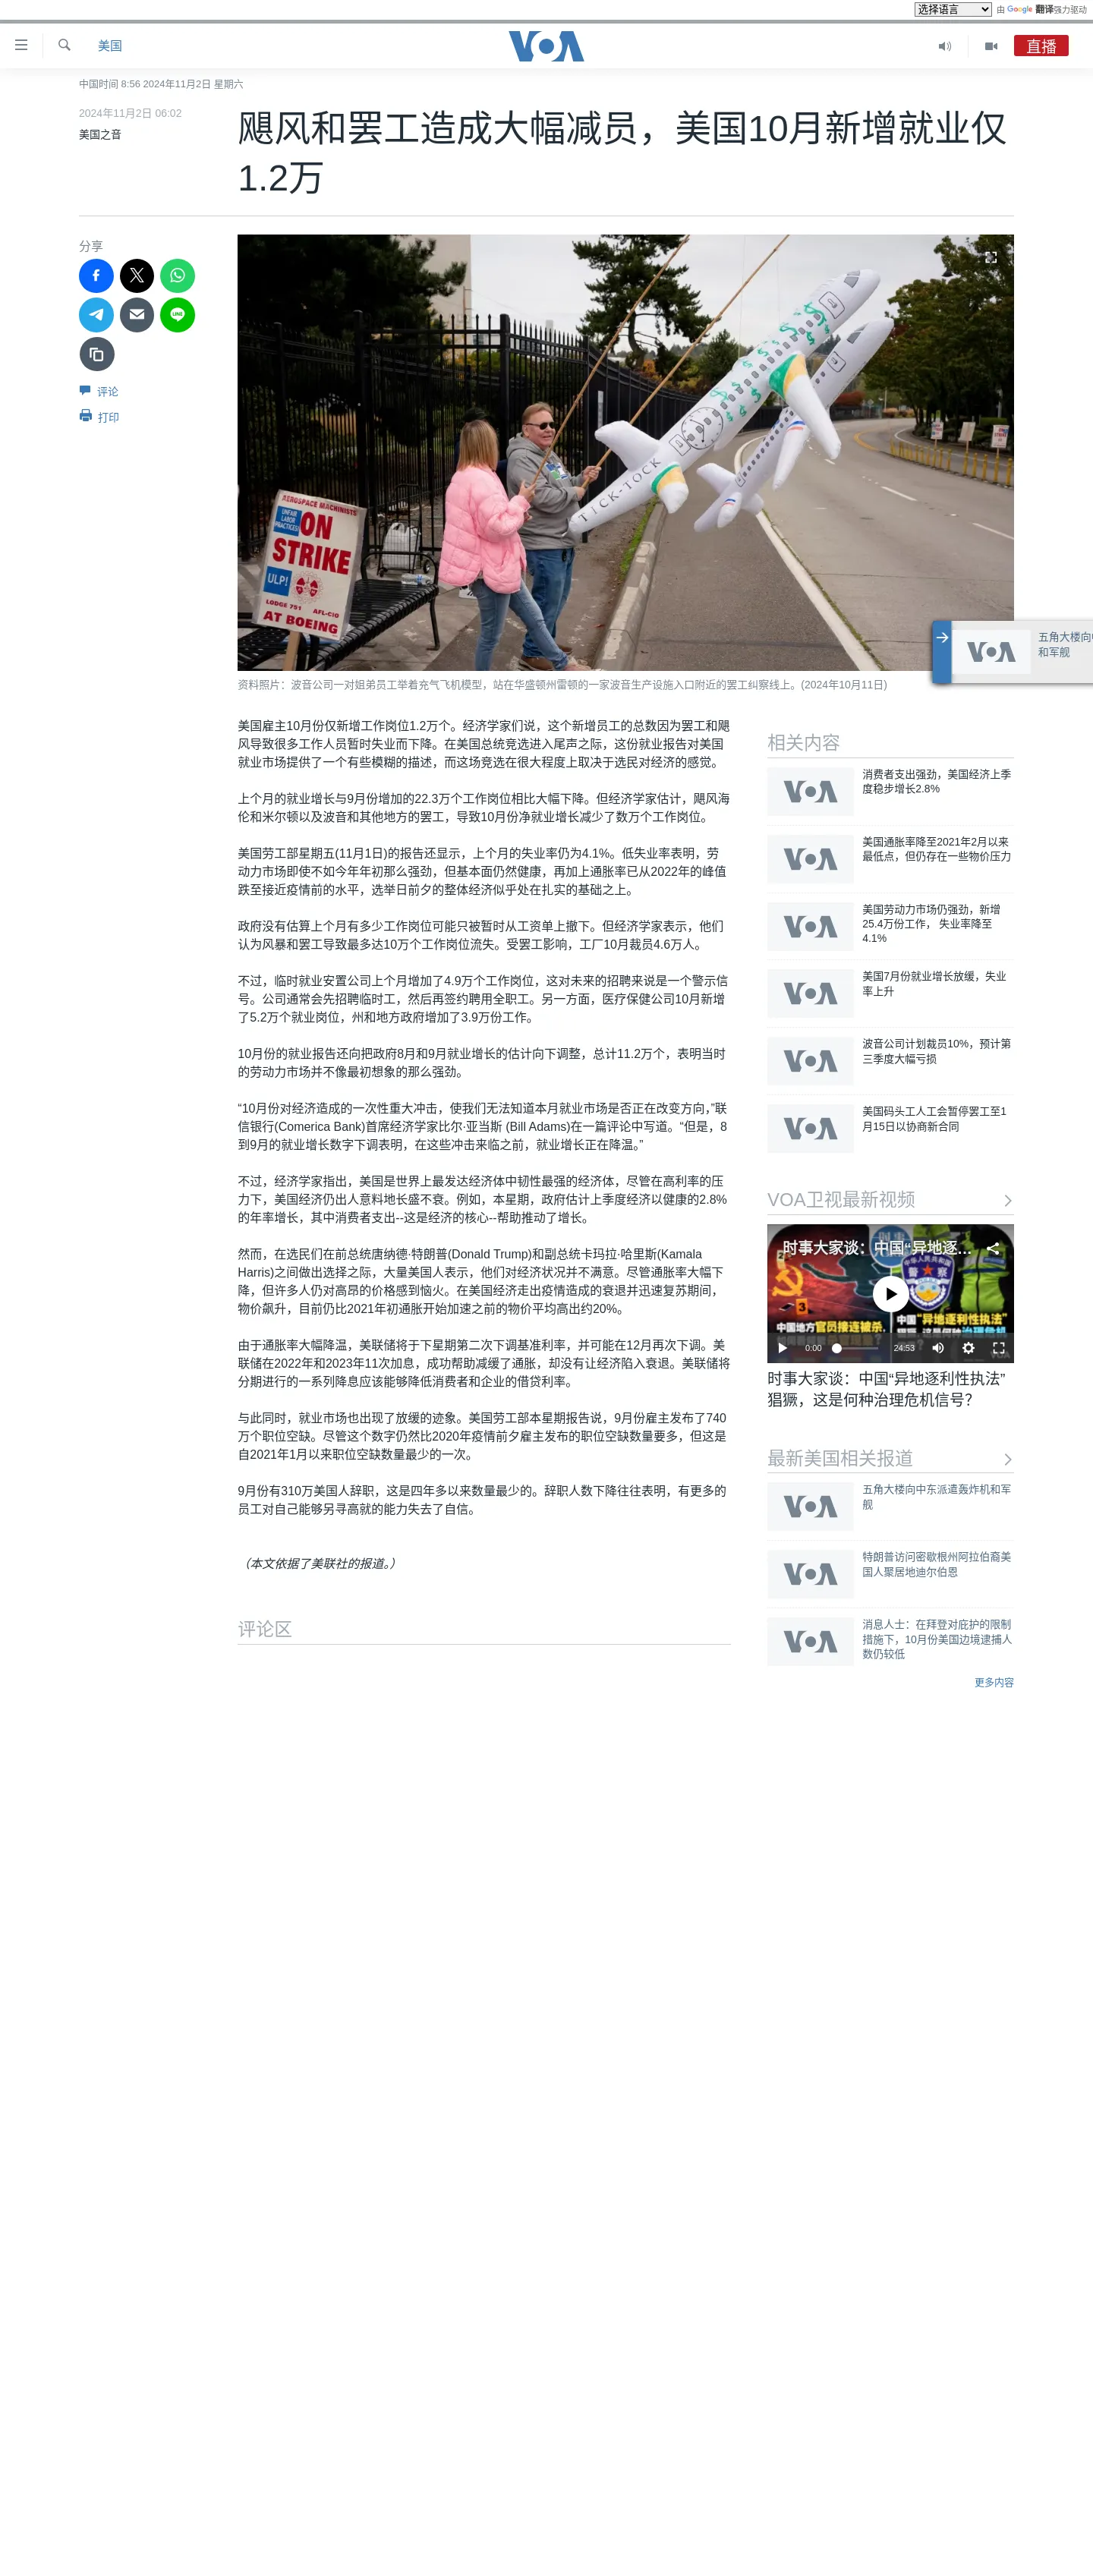 选择语言 由 Google 翻译强力驱动
美国
VOA
直播
中国时间 8:56 2024年11月2日 星期六
2024年11月2日 06:02
美国之音
飓风和罢工造成大幅减员，美国10月新增就业仅
1.2万
分享
评论
打印
AEROSPACE MACHINISTS
UNFAIR
LABOR
PRACTICES
ON
STRIKE
ULP!
LODGE 751 AFL-CIO
AT BOEING
TICK-TOCK
ON STRIKE
资料照片：波音公司一对姐弟员工举着充气飞机模型，站在华盛顿州雷顿的一家波音生产设施入口附近的罢工纠察线上。(2024年10月11日)
VOA
五角大楼向
和军舰
美国雇主10月份仅新增工作岗位1.2万个。经济学家们说，这个新增员工的总数因为罢工和飓
风导致很多工作人员暂时失业而下降。在美国总统竞选进入尾声之际，这份就业报告对美国
就业市场提供了一个有些模糊的描述，而这场竞选在很大程度上取决于选民对经济的感觉。
上个月的就业增长与9月份增加的22.3万个工作岗位相比大幅下降。但经济学家估计，飓风海
伦和米尔顿以及波音和其他地方的罢工，导致10月份净就业增长减少了数万个工作岗位。
美国劳工部星期五(11月1日)的报告还显示，上个月的失业率仍为4.1%。低失业率表明，劳
动力市场即使不如今年年初那么强劲，但基本面仍然健康，再加上通胀率已从2022年的峰值
跌至接近疫情前的水平，选举日前夕的整体经济似乎处在扎实的基础之上。
政府没有估算上个月有多少工作岗位可能只被暂时从工资单上撤下。但经济学家表示，他们
认为风暴和罢工导致最多达10万个工作岗位流失。受罢工影响，工厂10月裁员4.6万人。
不过，临时就业安置公司上个月增加了4.9万个工作岗位，这对未来的招聘来说是一个警示信
号。公司通常会先招聘临时工，然后再签约聘用全职工。另一方面，医疗保健公司10月新增
了5.2万个就业岗位，州和地方政府增加了3.9万份工作。
10月份的就业报告还向把政府8月和9月就业增长的估计向下调整，总计11.2万个，表明当时
的劳动力市场并不像最初想象的那么强劲。
“10月份对经济造成的一次性重大冲击，使我们无法知道本月就业市场是否正在改变方向，”联
信银行(Comerica Bank)首席经济学家比尔·亚当斯 (Bill Adams)在一篇评论中写道。“但是，8
到9月的就业增长数字下调表明，在这些冲击来临之前，就业增长正在降温。”
不过，经济学家指出，美国是世界上最发达经济体中韧性最强的经济体，尽管在高利率的压
力下，美国经济仍出人意料地长盛不衰。例如，本星期，政府估计上季度经济以健康的2.8%
的年率增长，其中消费者支出--这是经济的核心--帮助推动了增长。
然而，在选民们在前总统唐纳德·特朗普(Donald Trump)和副总统卡玛拉·哈里斯(Kamala
Harris)之间做出选择之际，大量美国人表示，他们对经济状况并不满意。尽管通胀率大幅下
降，但许多人仍对高昂的价格感到恼火。在美国经济走出疫情造成的衰退并迅速复苏期间，
物价飙升，目前仍比2021年初通胀开始加速之前的物价平均高出约20%。
由于通胀率大幅降温，美联储将于下星期第二次下调基准利率，并可能在12月再次下调。美
联储在2022年和2023年11次加息，成功帮助减缓了通胀，却没有让经济陷入衰退。美联储将
分期进行的一系列降息应该能够降低消费者和企业的借贷利率。
与此同时，就业市场也出现了放缓的迹象。美国劳工部本星期报告说，9月份雇主发布了740
万个职位空缺。尽管这个数字仍然比2020年疫情前夕雇主发布的职位空缺数量要多，但这是
自2021年1月以来职位空缺数量最少的一次。
9月份有310万美国人辞职，这是四年多以来数量最少的。辞职人数下降往往表明，有更多的
员工对自己能够另寻高就的能力失去了自信。
（本文依据了美联社的报道。）
评论区
相关内容
VOA
消费者支出强劲，美国经济上季
度稳步增长2.8%
VOA
美国通胀率降至2021年2月以来
最低点，但仍存在一些物价压力
VOA
美国劳动力市场仍强劲，新增
25.4万份工作， 失业率降至
4.1%
VOA
美国7月份就业增长放缓，失业
率上升
VOA
波音公司计划裁员10%，预计第
三季度大幅亏损
VOA
美国码头工人工会暂停罢工至1
月15日以协商新合同
VOA卫视最新视频
时事大家谈：中国“异地逐...
3
中国地方官员接连被杀，
中国“异地逐利性执法”
0:00
24:53
时事大家谈：中国“异地逐利性执法”
猖獗，这是何种治理危机信号？
最新美国相关报道
VOA
五角大楼向中东派遣轰炸机和军
舰
VOA
特朗普访问密歇根州阿拉伯裔美
国人聚居地迪尔伯恩
VOA
消息人士：在拜登对庇护的限制
措施下，10月份美国边境逮捕人
数仍较低
更多内容